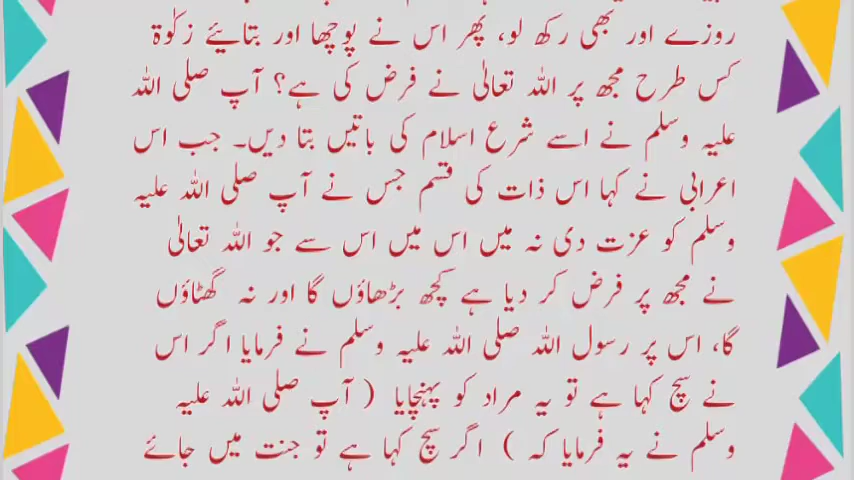 روزے اور بھی رکھ لو، پھر اس نے پوچھا اور بتائیے زکوٰۃ
کس طرح مجھ پر اللہ تعالیٰ نے فرض کی ہے؟ آپ صلی اللہ
علیہ وسلم نے اسے شرع اسلام کی باتیں بتا دیں۔ جب اس
اعرابی نے کہا اس ذات کی قسم جس نے آپ صلی اللہ علیہ
وسلم کو عزت دی نہ میں اس میں اس سے جو اللہ تعالیٰ
نے مجھ پر فرض کر دیا ہے کچھ بڑھاؤں گا اور نہ گھٹاؤں
گا، اس پر رسول اللہ صلی اللہ علیہ وسلم نے فرمایا اگر اس
نے سچ کہا ہے تو یہ مراد کو پہنچایا ( آپ صلی اللہ علیہ
وسلم نے یہ فرمایا کہ ) اگر سچ کہا ہے تو جنت میں جائے